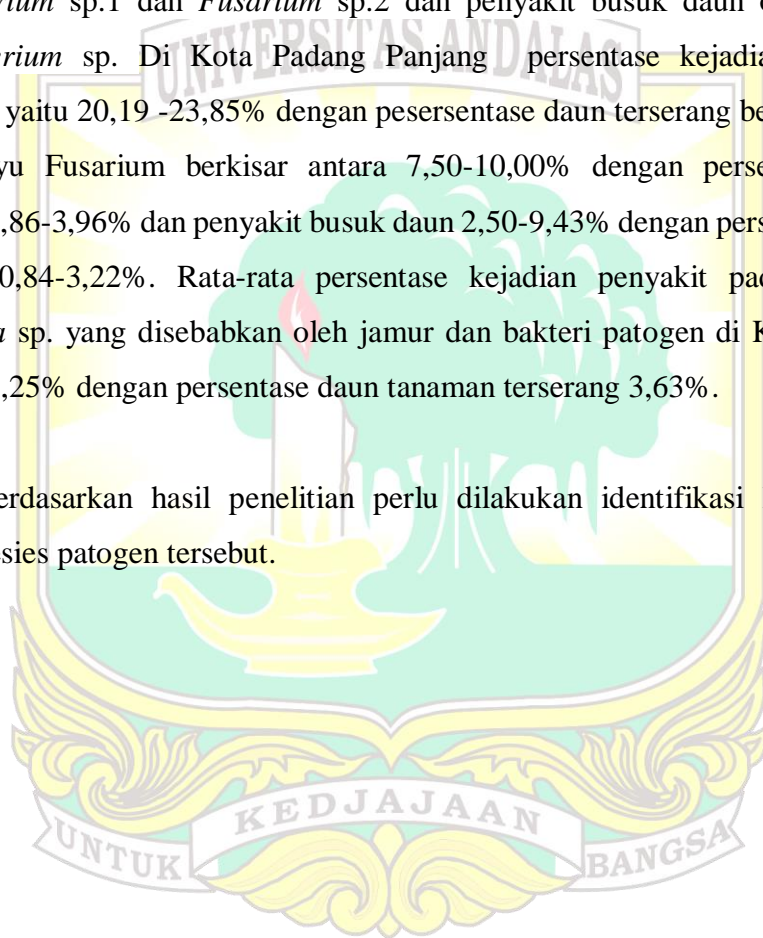 rium sp.1 dan Fusarium sp.2 dan penyakit busuk daun
erium sp. Di Kota Padang Panjang persentase kejadia
yaitu 20,19 -23,85% dengan pesersentase daun terserang be
yu Fusarium berkisar antara 7,50-10,00% dengan perse
,86-3,96% dan penyakit busuk daun 2,50-9,43% dengan pers
0,84-3,22%. Rata-rata persentase kejadian penyakit pad
a sp. yang disebabkan oleh jamur dan bakteri patogen di K
,25% dengan persentase daun tanaman terserang 3,63%.
erdasarkan hasil penelitian perlu dilakukan identifikasi
esies patogen tersebut.
UNIVERSITAS ANDALAS
UNTUK KEDJAJAAN BANGSA